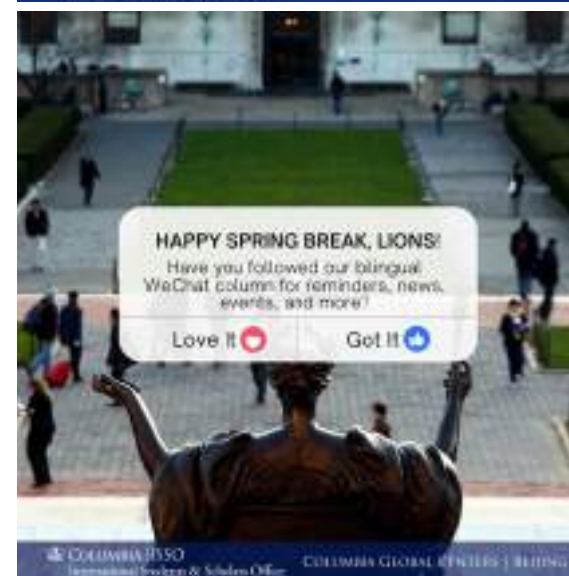 HAPPY SPRING BREAK, LIONS!
Have you followed our bilingual
WeChat column for reminders, news,
events, and more?
Love It
Got It
COLUMBIA | ISSO
International Students & Scholars Office
COLUMBIA GLOBAL CENTERS | BEIJING